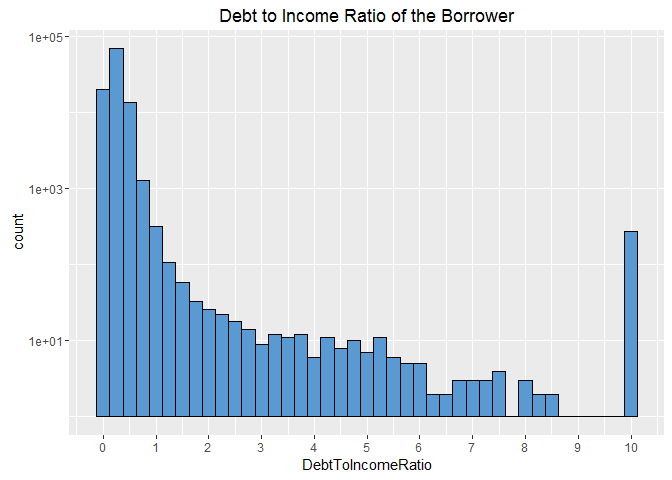 Debt to Income Ratio of the Borrower
1e+05
1e+03
1e+01
count
0 1 2 3 4 5 6 7 8 9 10
DebtToIncomeRatio